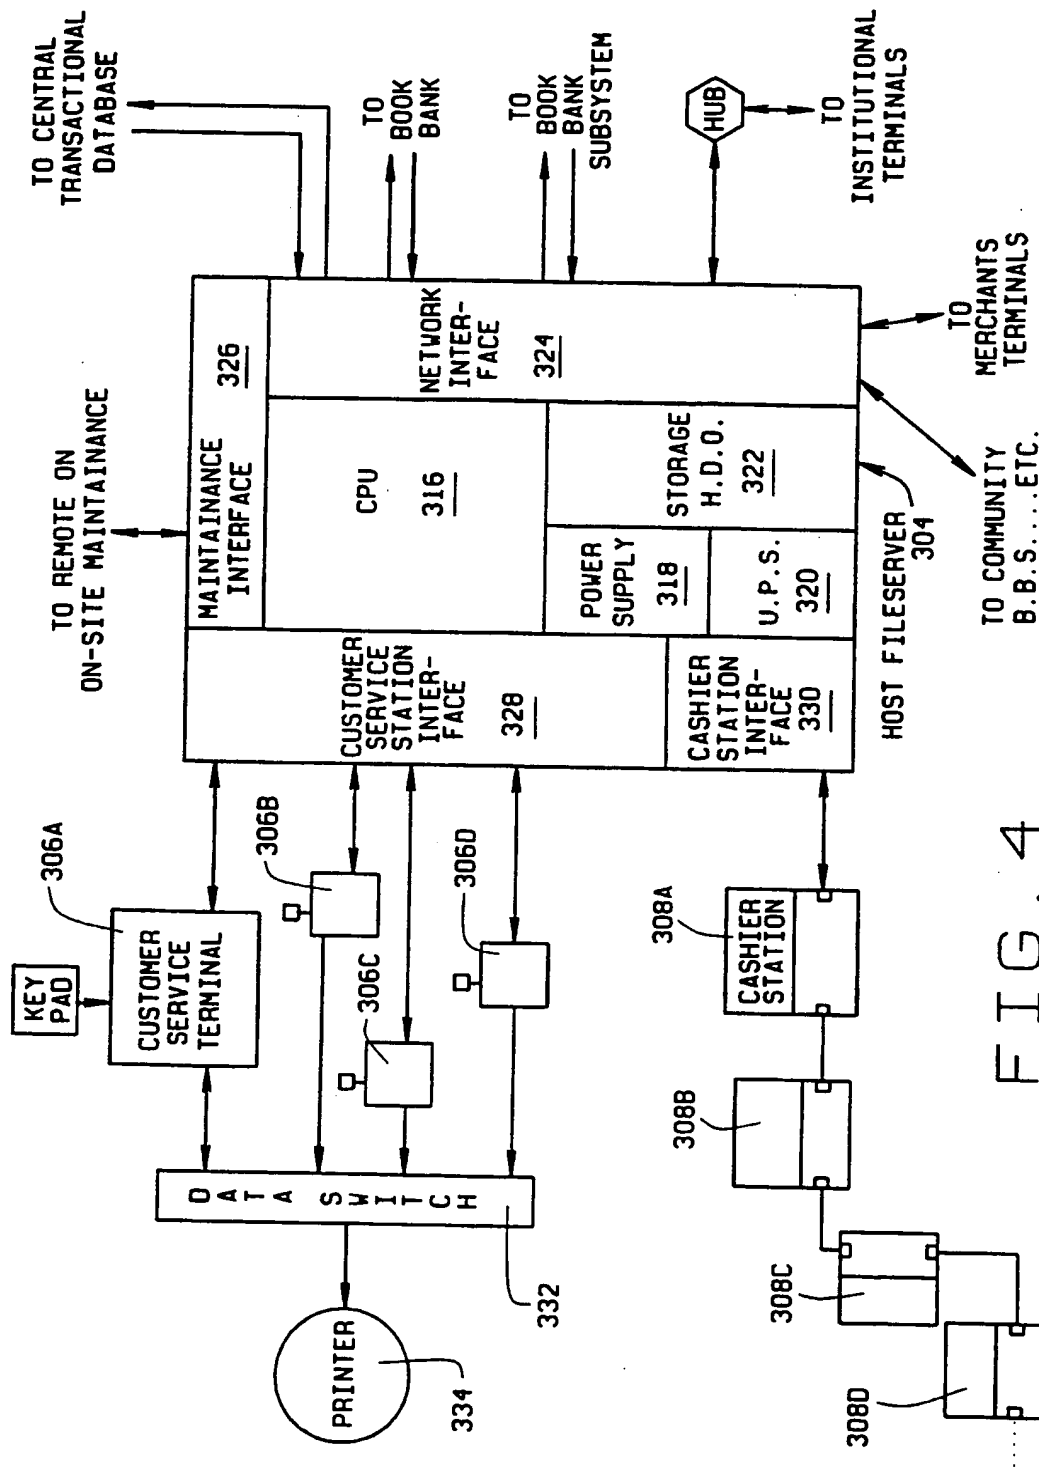 TO CENTRAL
TRANSACTIONAL
DATABASE
TO
BOOK
BANK
TO
BOOK
BANK
SUBSYSTEM
HUB
TO
INSTITUTIONAL
TERMINALS
TO REMOTE ON
ON-SITE MAINTAINANCE
MAINTAINANCE
INTERFACE
326
NETWORK
INTER-
FACE
324
CPU
316
STORAGE
H.D.O.
322
POWER
SUPPLY
318
U.P.S.
320
CUSTOMER
SERVICE
STATION
INTER-
FACE
328
CASHIER
STATION
INTER-
FACE
330
HOST FILESERVER
304
TO
MERCHANTS
TERMINALS
TO COMMUNITY
B.B.S....ETC.
KEY
PAD
306A
CUSTOMER
SERVICE
TERMINAL
306B
306C
306D
DATA SWITCH
332
PRINTER
334
308A
CASHIER
STATION
308B
308C
308D
FIG. 4